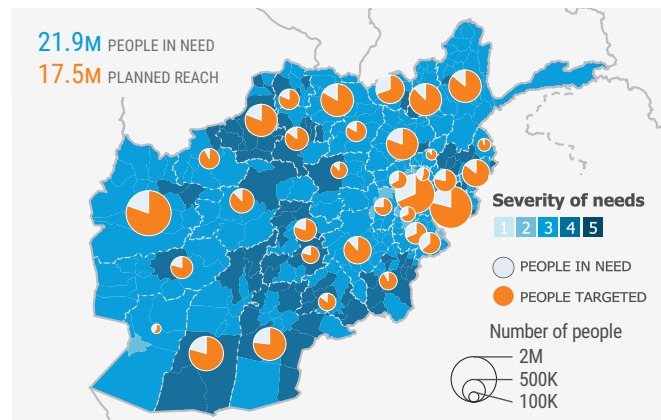 21.9M PEOPLE IN NEED
17.5M PLANNED REACH
Severity of needs
1 2 3 4 5
PEOPLE IN NEED
PEOPLE TARGETED
Number of people
2M
500K
100K